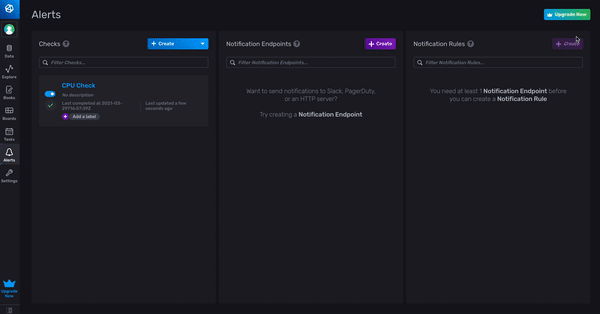 Alerts
Upgrade Now
Data
Explore
Books
Boards
Tasks
Alerts
Settings
Upgrade
Now
Checks
Create
Filter Checks...
CPU Check
No description
Last completed at 2021-03-
29T16:57:39Z
Last updated a few
seconds ago
Add a label
Notification Endpoints
Create
Filter Notification Endpoints...
Want to send notifications to Slack, PagerDuty,
or an HTTP server?
Try creating a Notification Endpoint
Notification Rules
Create
Filter Notification Rules...
You need at least 1 Notification Endpoint before
you can create a Notification Rule